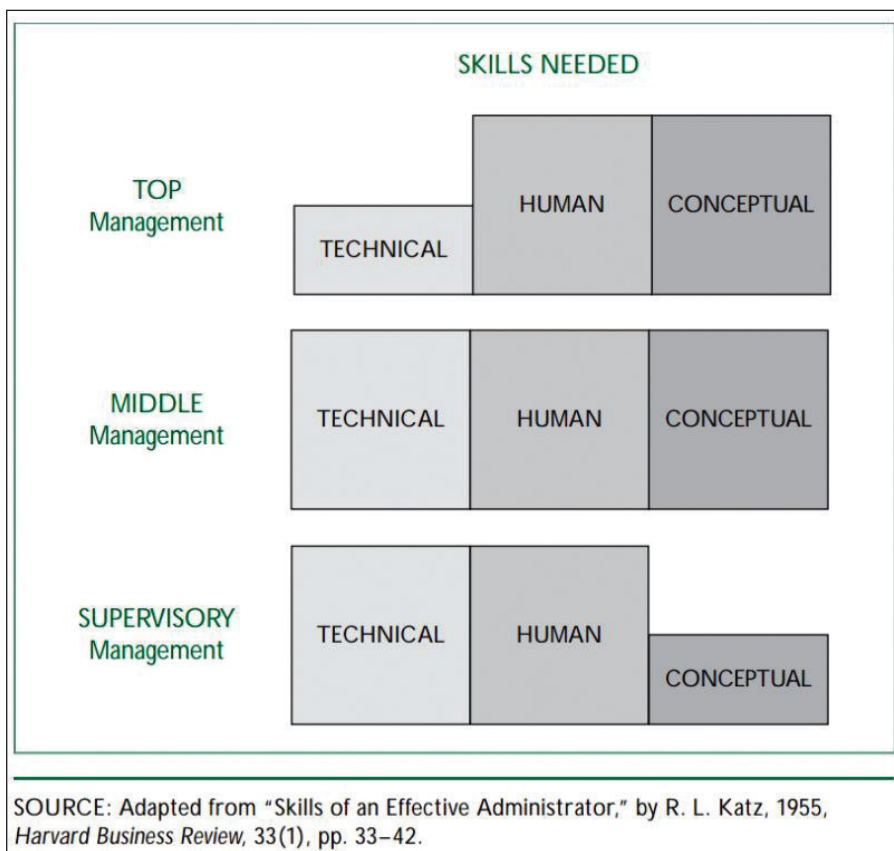 SKILLS NEEDED
TOP
Management
TECHNICAL
HUMAN
CONCEPTUAL
MIDDLE
Management
TECHNICAL
HUMAN
CONCEPTUAL
SUPERVISORY
Management
TECHNICAL
HUMAN
CONCEPTUAL
SOURCE: Adapted from “Skills of an Effective Administrator,” by R. L. Katz, 1955,
Harvard Business Review, 33(1), pp. 33–42.